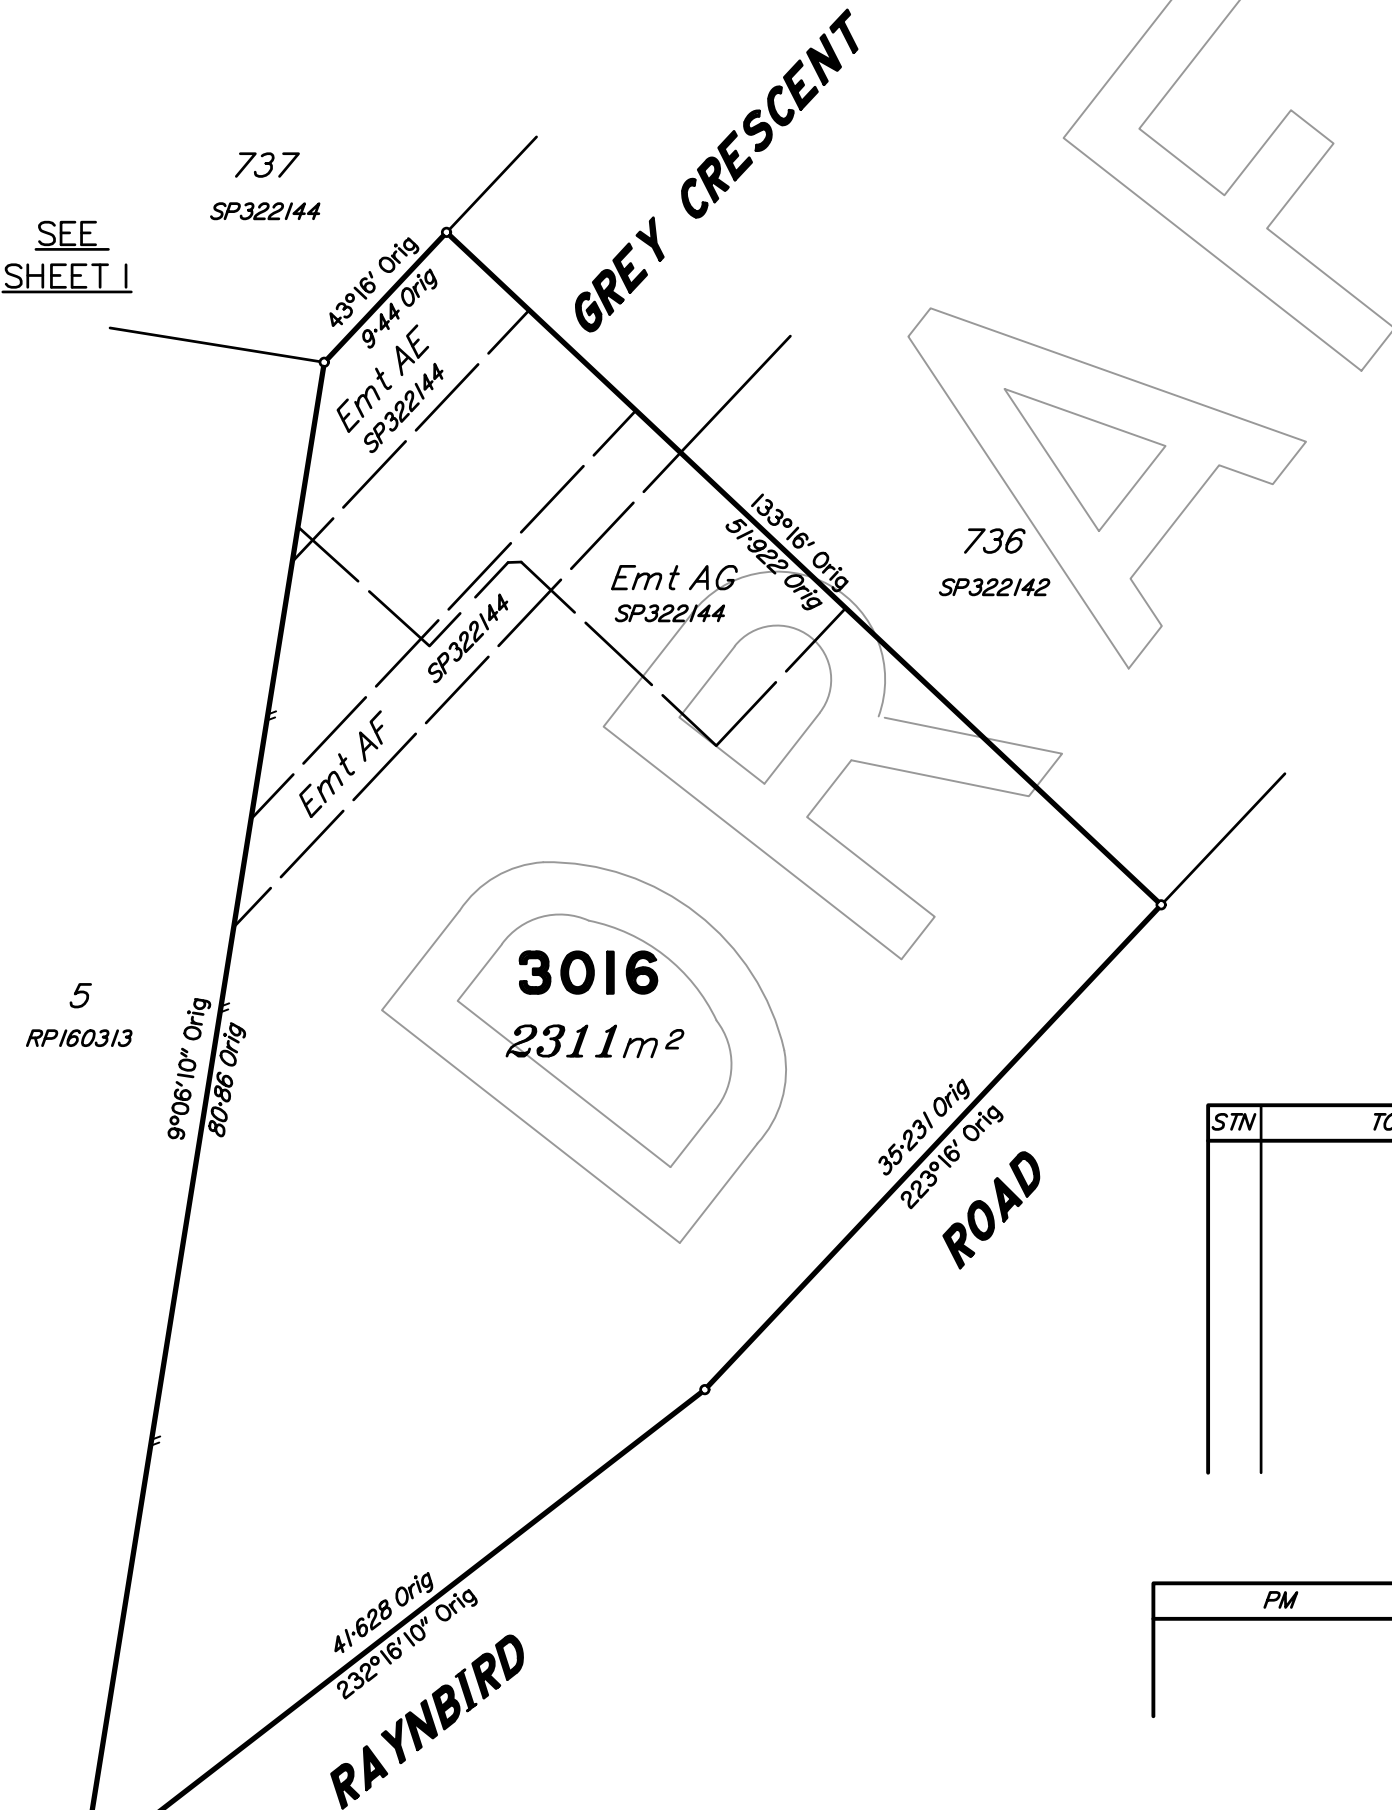 GREY CRESCENT
737
SP322144
SEE
SHEET 1
43°16' Orig
9·44 Orig
Emt AE
SP322144
133°16' Orig
51·922 Orig
736
SP322142
Emt AG
SP322144
SP322144
Emt AF
3016
2311m²
5
RP160313
9°06'10" Orig
80·86 Orig
35·231 Orig
223°16' Orig
ROAD
STN
41·628 Orig
232°16'10" Orig
RAYNBIRD
PM